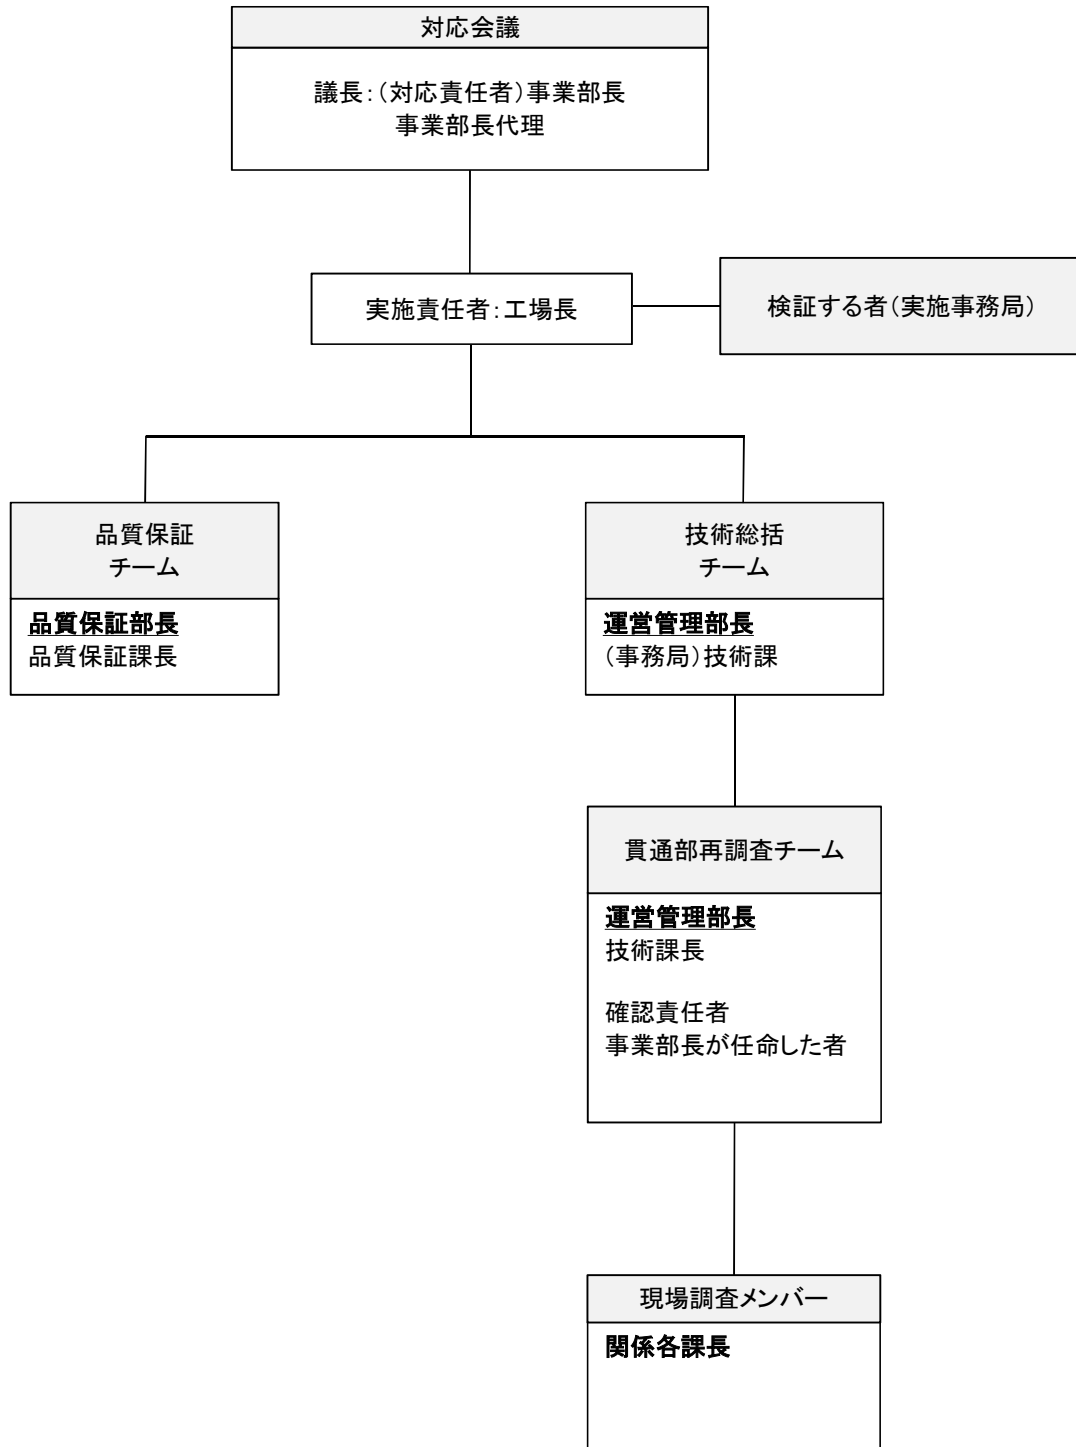 対応会議
議長：（対応責任者）事業部長
事業部長代理
実施責任者：工場長
検証する者（実施事務局）
品質保証
チーム
品質保証部長
品質保証課長
技術総括
チーム
運営管理部長
（事務局）技術課
貫通部再調査チーム
運営管理部長
技術課長
確認責任者
事業部長が任命した者
現場調査メンバー
関係各課長